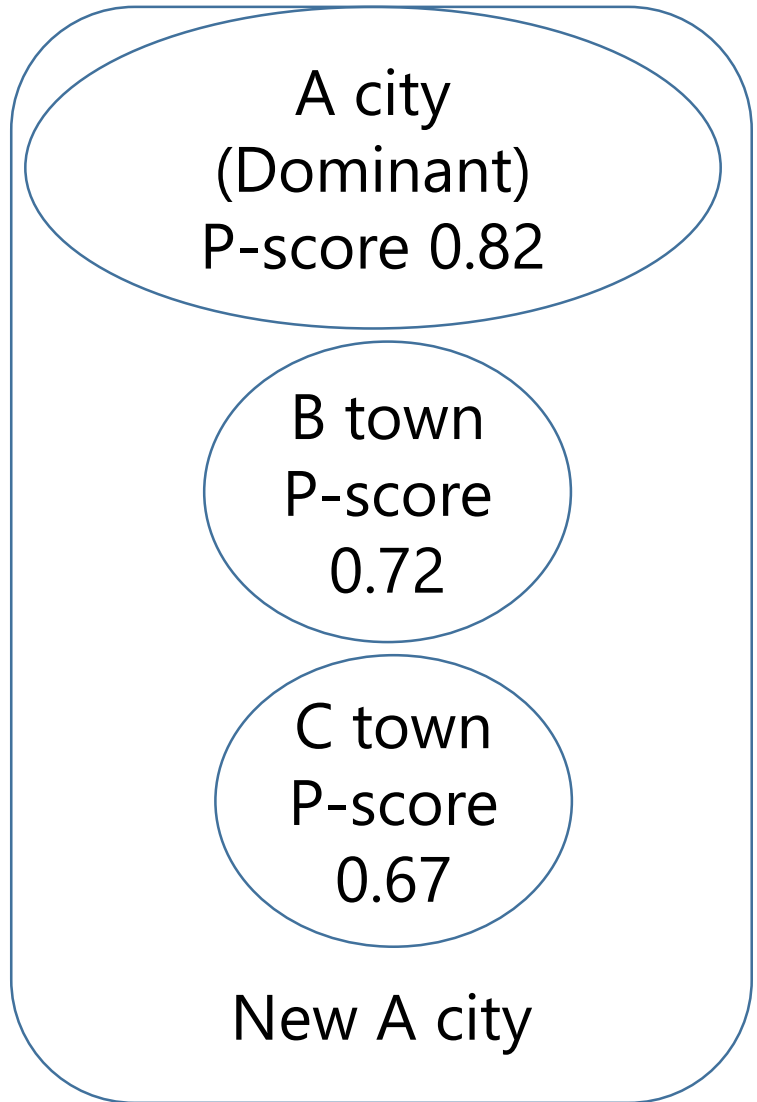 A city
(Dominant)
P-score 0.82
B town
P-score
0.72
C town
P-score
0.67
New A city